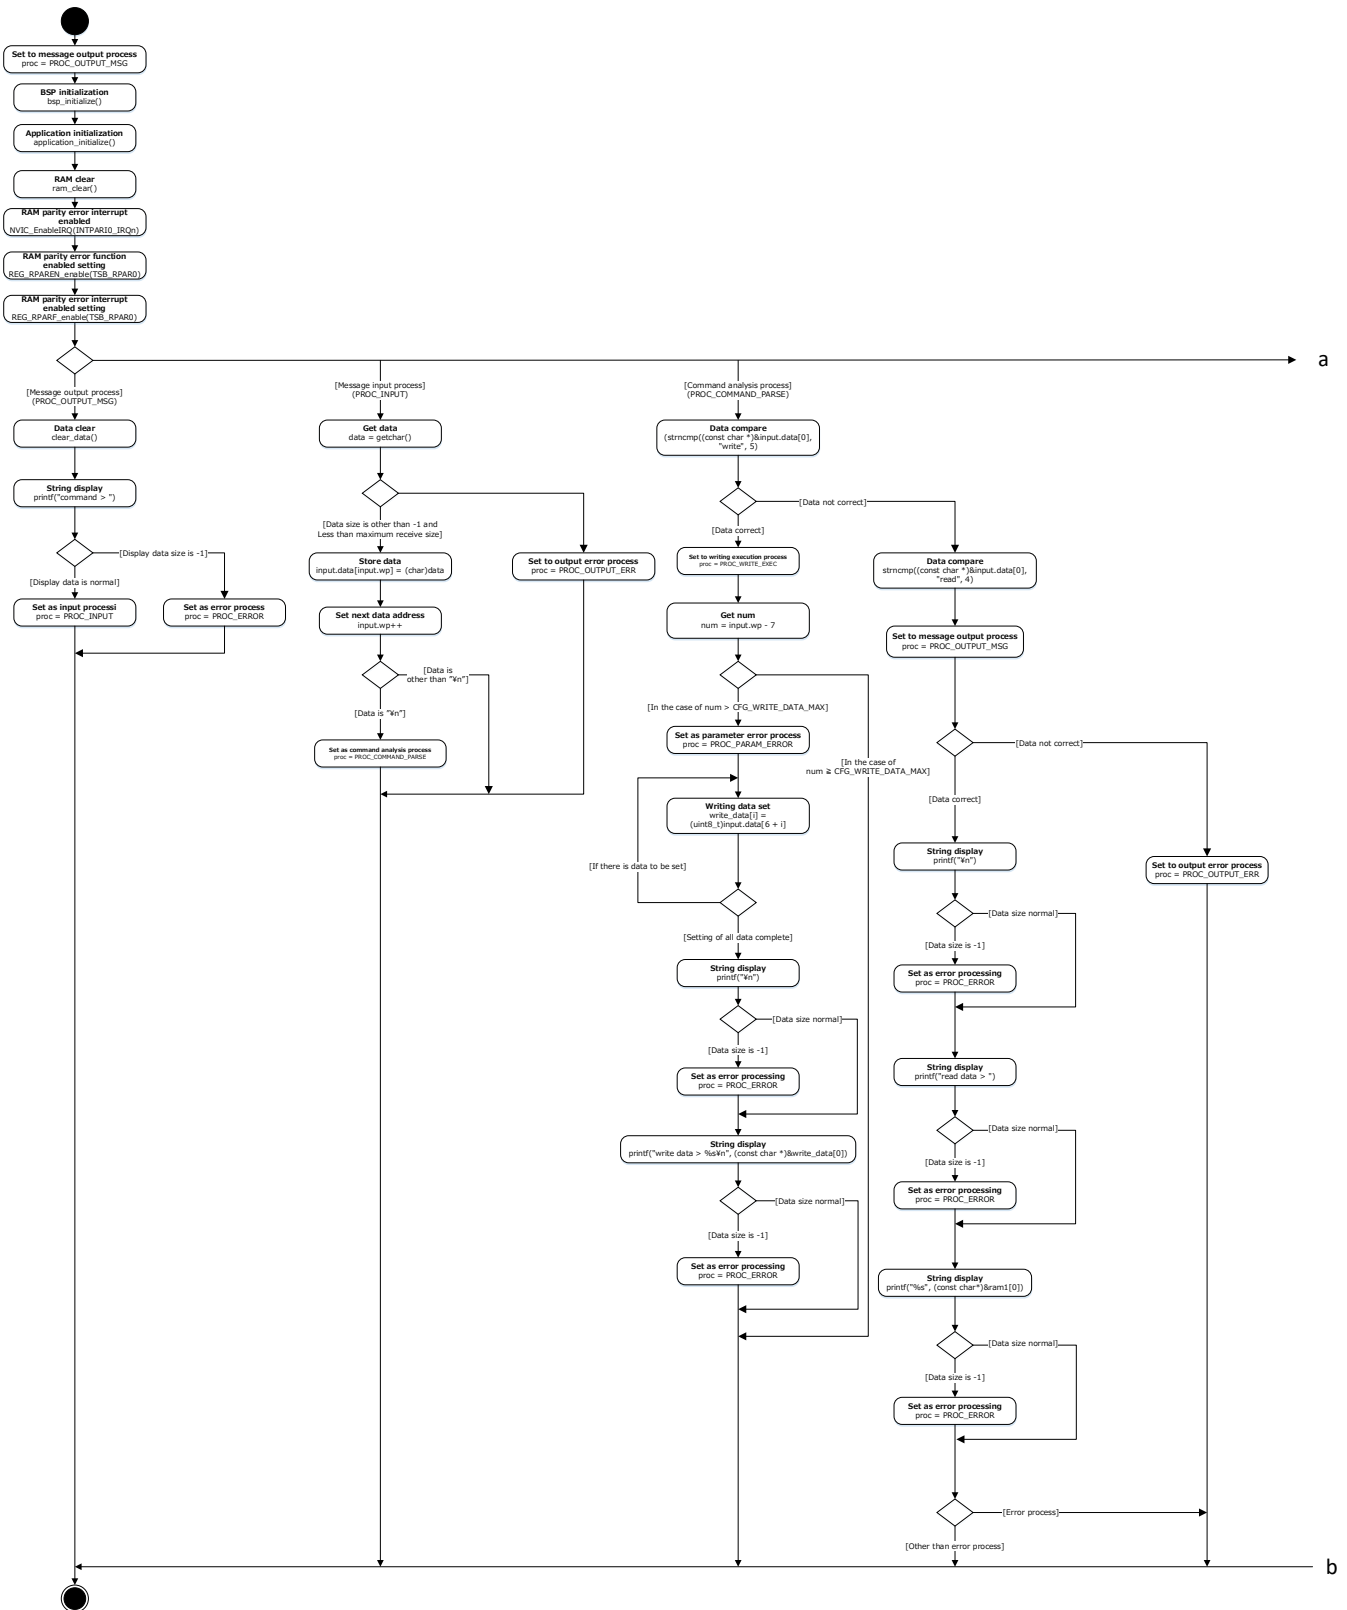 Set to message output process
proc = PROC_OUTPUT_MSG
BSP initialization
bsp_initialize()
Application initialization
application_initialize()
RAM clear
ram_clear()
RAM parity error interrupt
enabled
NVIC_EnableIRQ(INTPARI0_IRQn)
RAM parity error function
enabled setting
REG_RPAREN_enable(TSB_RPAR0)
RAM parity error interrupt
enabled setting
REG_RPARF_enable(TSB_RPAR0)
a
[Message output process]
(PROC_OUTPUT_MSG)
Data clear
clear_data()
String display
printf("command > ")
[Display data size is -1]
[Display data is normal]
Set as input processi
proc = PROC_INPUT
Set as error process
proc = PROC_ERROR
[Message input process]
(PROC_INPUT)
Get data
data = getchar()
[Data size is other than -1 and
Less than maximum receive size]
Store data
input.data[input.wp] = (char)data
Set to output error process
proc = PROC_OUTPUT_ERR
Set next data address
input.wp++
[Data is
other than "¥n"]
[Data is "¥n"]
Set as command analysis process
proc = PROC_COMMAND_PARSE
[Command analysis process]
(PROC_COMMAND_PARSE)
Data compare
(strncmp((const char *)&input.data[0],
"write", 5)
[Data not correct]
[Data correct]
Set to writing execution process
proc = PROC_WRITE_EXEC
Get num
num = input.wp - 7
[In the case of num > CFG_WRITE_DATA_MAX]
Set as parameter error process
proc = PROC_PARAM_ERROR
[In the case of
num ≧ CFG_WRITE_DATA_MAX]
Writing data set
write_data[i] =
(uint8_t)input.data[6 + i]
[If there is data to be set]
[Setting of all data complete]
String display
printf("¥n")
[Data size normal]
[Data size is -1]
Set as error processing
proc = PROC_ERROR
String display
printf("write data > %s¥n", (const char *)&write_data[0])
[Data size normal]
[Data size is -1]
Set as error processing
proc = PROC_ERROR
Data compare
strncmp((const char *)&input.data[0],
"read", 4)
Set to message output process
proc = PROC_OUTPUT_MSG
[Data not correct]
[Data correct]
String display
printf("¥n")
Set to output error process
proc = PROC_OUTPUT_ERR
[Data size normal]
[Data size is -1]
Set as error processing
proc = PROC_ERROR
String display
printf("read data > ")
[Data size normal]
[Data size is -1]
Set as error processing
proc = PROC_ERROR
String display
printf("%s", (const char*)&ram1[0])
[Data size normal]
[Data size is -1]
Set as error processing
proc = PROC_ERROR
[Error process]
[Other than error process]
b